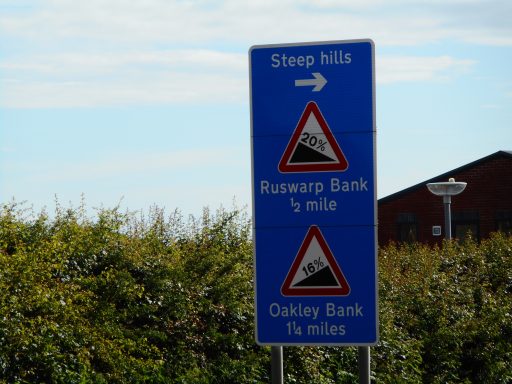 Steep hills
20%
Ruswarp Bank
½ mile
16%
Oakley Bank
1¼ miles